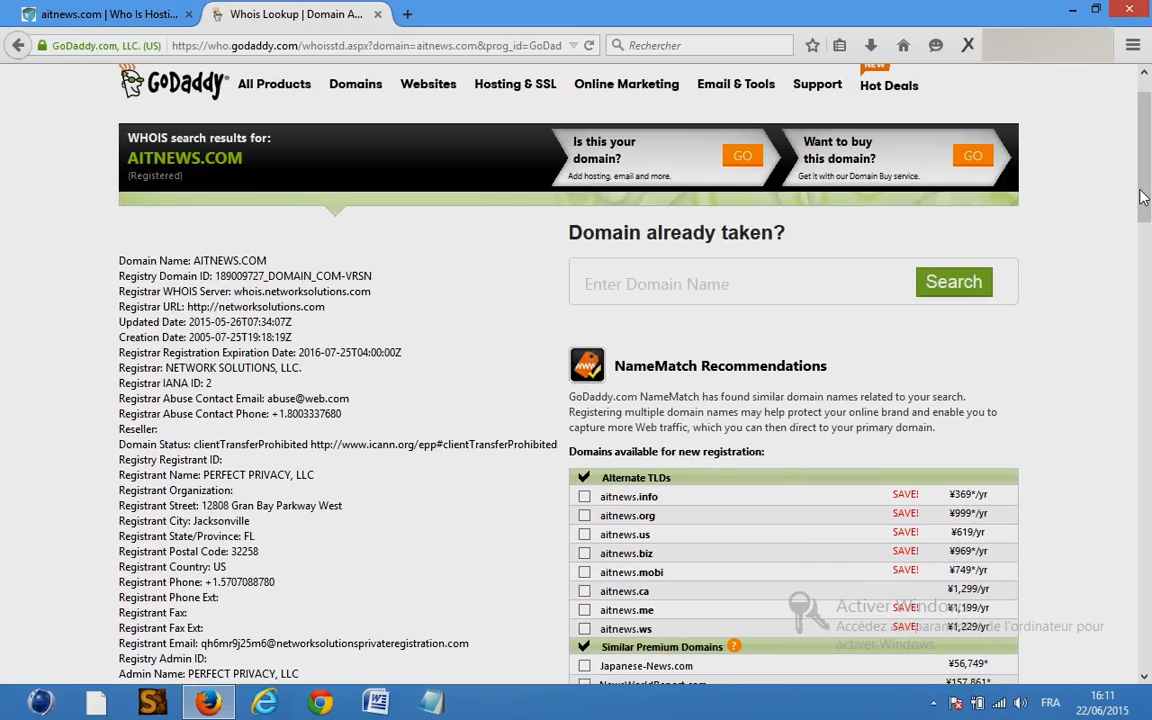 aitnews.com | Who Is Hosti...
Whois Lookup | Domain A...
GoDaddy.com, LLC. (US)
https://who.godaddy.com/whoisstd.aspx?domain=aitnews.com&prog_id=GoDad
Rechercher
GoDaddy
All Products
Domains
Websites
Hosting & SSL
Online Marketing
Email & Tools
Support
NEW
Hot Deals
WHOIS search results for:
AITNEWS.COM
(Registered)
Is this your
domain?
Add hosting, email and more.
GO
Want to buy
this domain?
Get it with our Domain Buy service.
GO
Domain Name: AITNEWS.COM
Registry Domain ID: 189009727_DOMAIN_COM-VRSN
Registrar WHOIS Server: whois.networksolutions.com
Registrar URL: http://networksolutions.com
Updated Date: 2015-05-26T07:34:07Z
Creation Date: 2005-07-25T19:18:19Z
Registrar Registration Expiration Date: 2016-07-25T04:00:00Z
Registrar: NETWORK SOLUTIONS, LLC.
Registrar IANA ID: 2
Registrar Abuse Contact Email: abuse@web.com
Registrar Abuse Contact Phone: +1.8003337680
Reseller:
Domain Status: clientTransferProhibited http://www.icann.org/epp#clientTransferProhibited
Registry Registrant ID:
Registrant Name: PERFECT PRIVACY, LLC
Registrant Organization:
Registrant Street: 12808 Gran Bay Parkway West
Registrant City: Jacksonville
Registrant State/Province: FL
Registrant Postal Code: 32258
Registrant Country: US
Registrant Phone: +1.5707088780
Registrant Phone Ext:
Registrant Fax:
Registrant Fax Ext:
Registrant Email: qh6mr9j25m6@networksolutionsprivateregistration.com
Registry Admin ID:
Admin Name: PERFECT PRIVACY, LLC
Domain already taken?
Enter Domain Name
Search
NameMatch Recommendations
GoDaddy.com NameMatch has found similar domain names related to your search.
Registering multiple domain names may help protect your online brand and enable you to
capture more Web traffic, which you can then direct to your primary domain.
Domains available for new registration:
Alternate TLDs
aitnews.info SAVE! ¥369*/yr
aitnews.org SAVE! ¥999*/yr
aitnews.us SAVE! ¥619/yr
aitnews.biz SAVE! ¥969*/yr
aitnews.mobi SAVE! ¥749*/yr
aitnews.ca ¥1,299/yr
aitnews.me SAVE! ¥1,199/yr
aitnews.ws SAVE! ¥1,229/yr
Similar Premium Domains ?
Japanese-News.com ¥56,749*
NewsWorldReport.com ¥157,861*
Activer Windows
Accédez aux paramètres de l'ordinateur pour
activer Windows.
FRA
16:11
22/06/2015